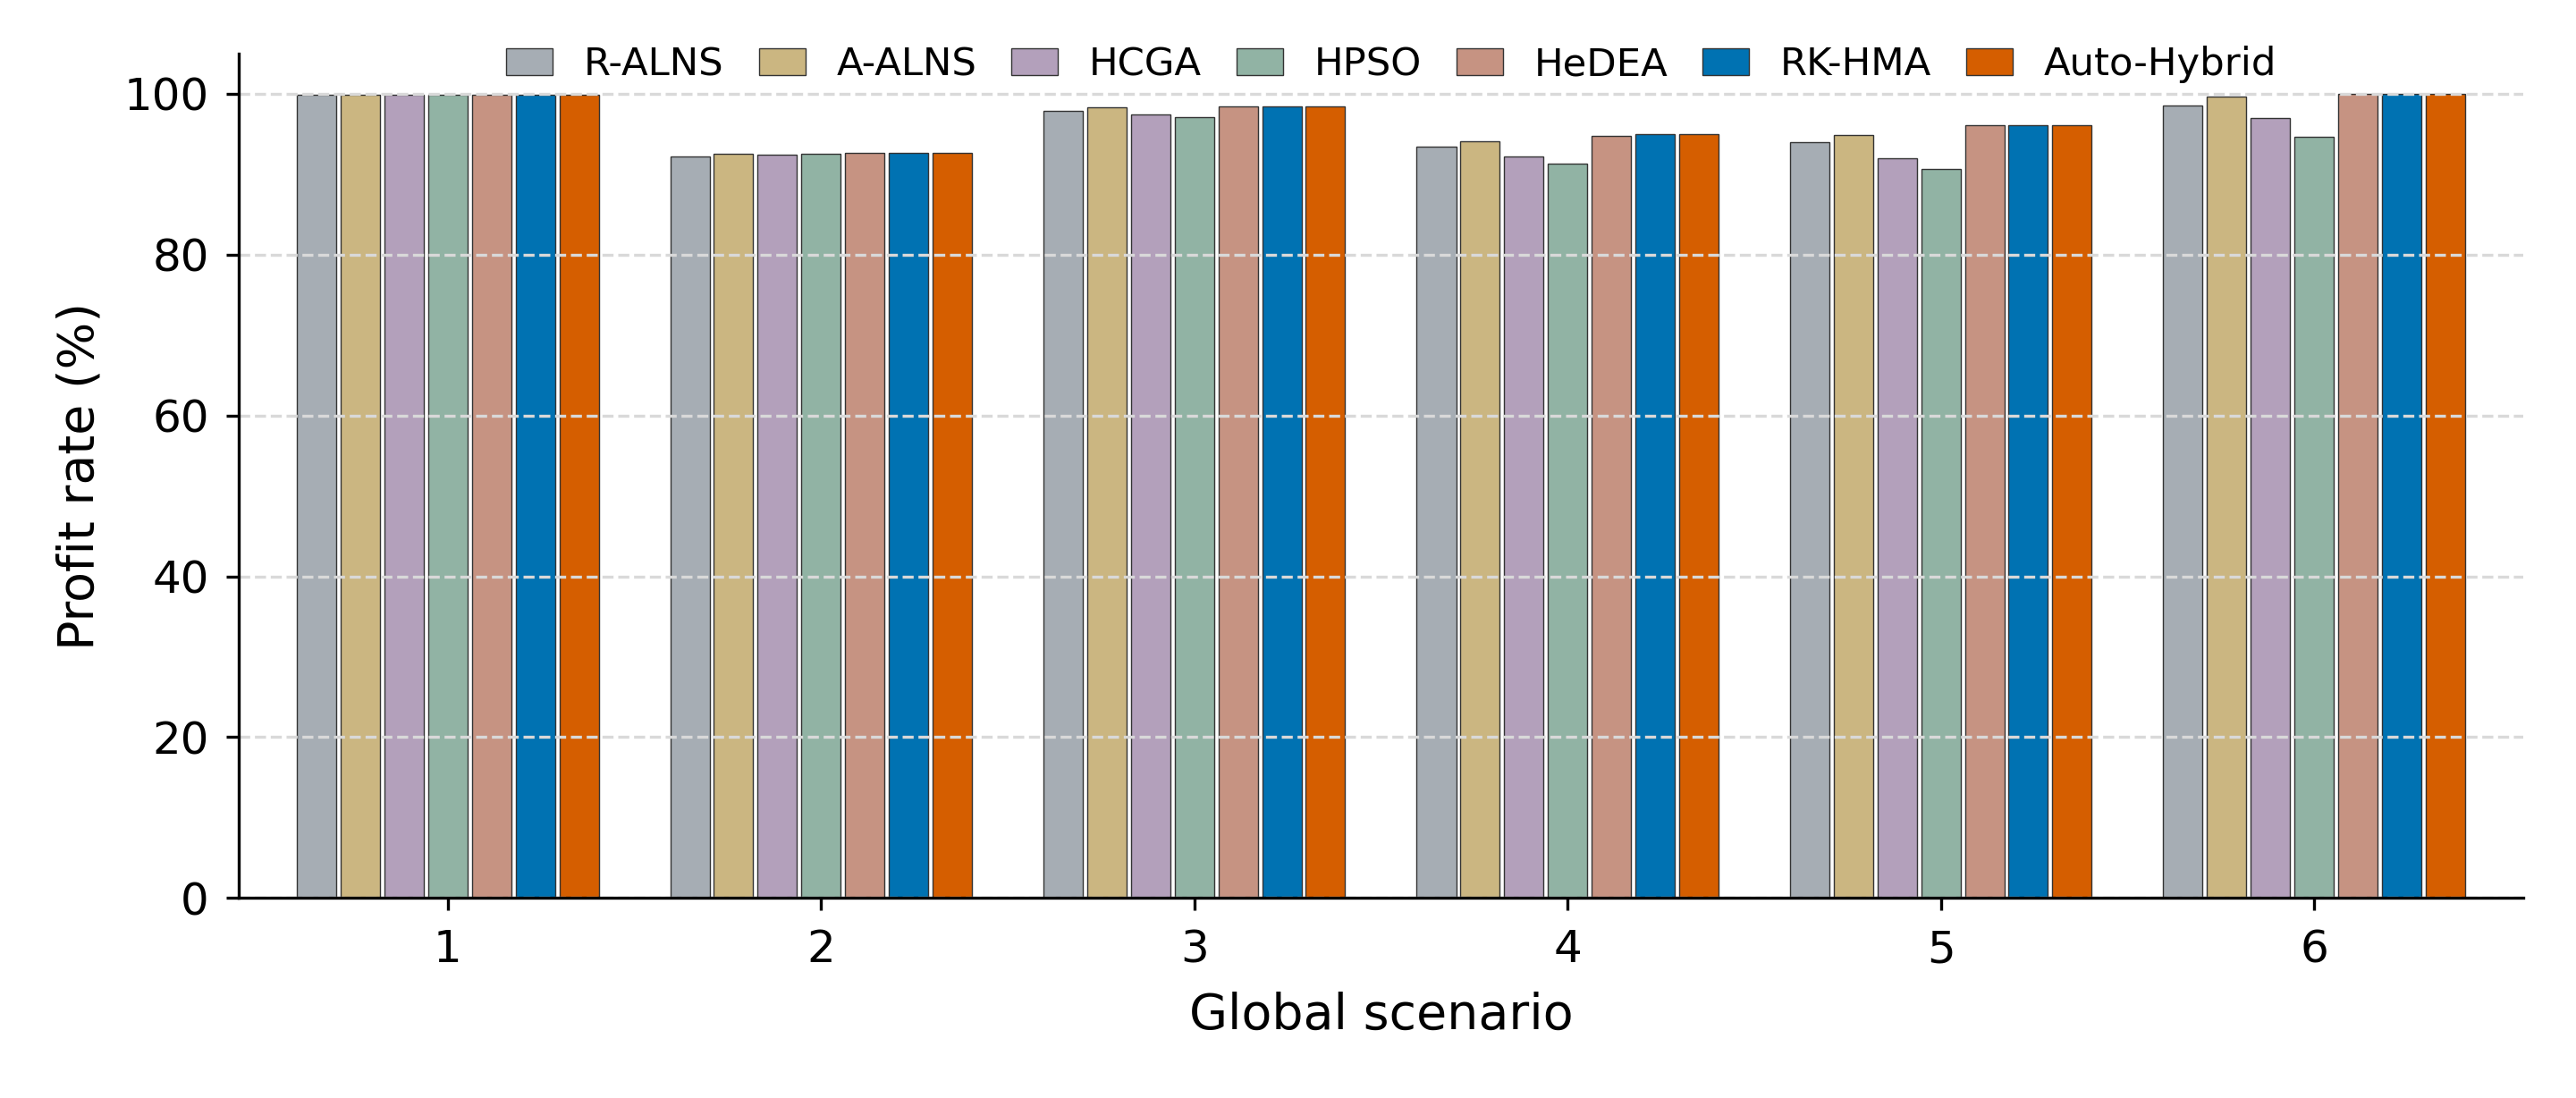 R-ALNS A-ALNS HCGA HPSO HeDEA RK-HMA Auto-Hybrid
100
80
60
40
20
0
Profit rate (%)
1 2 3 4 5 6
Global scenario